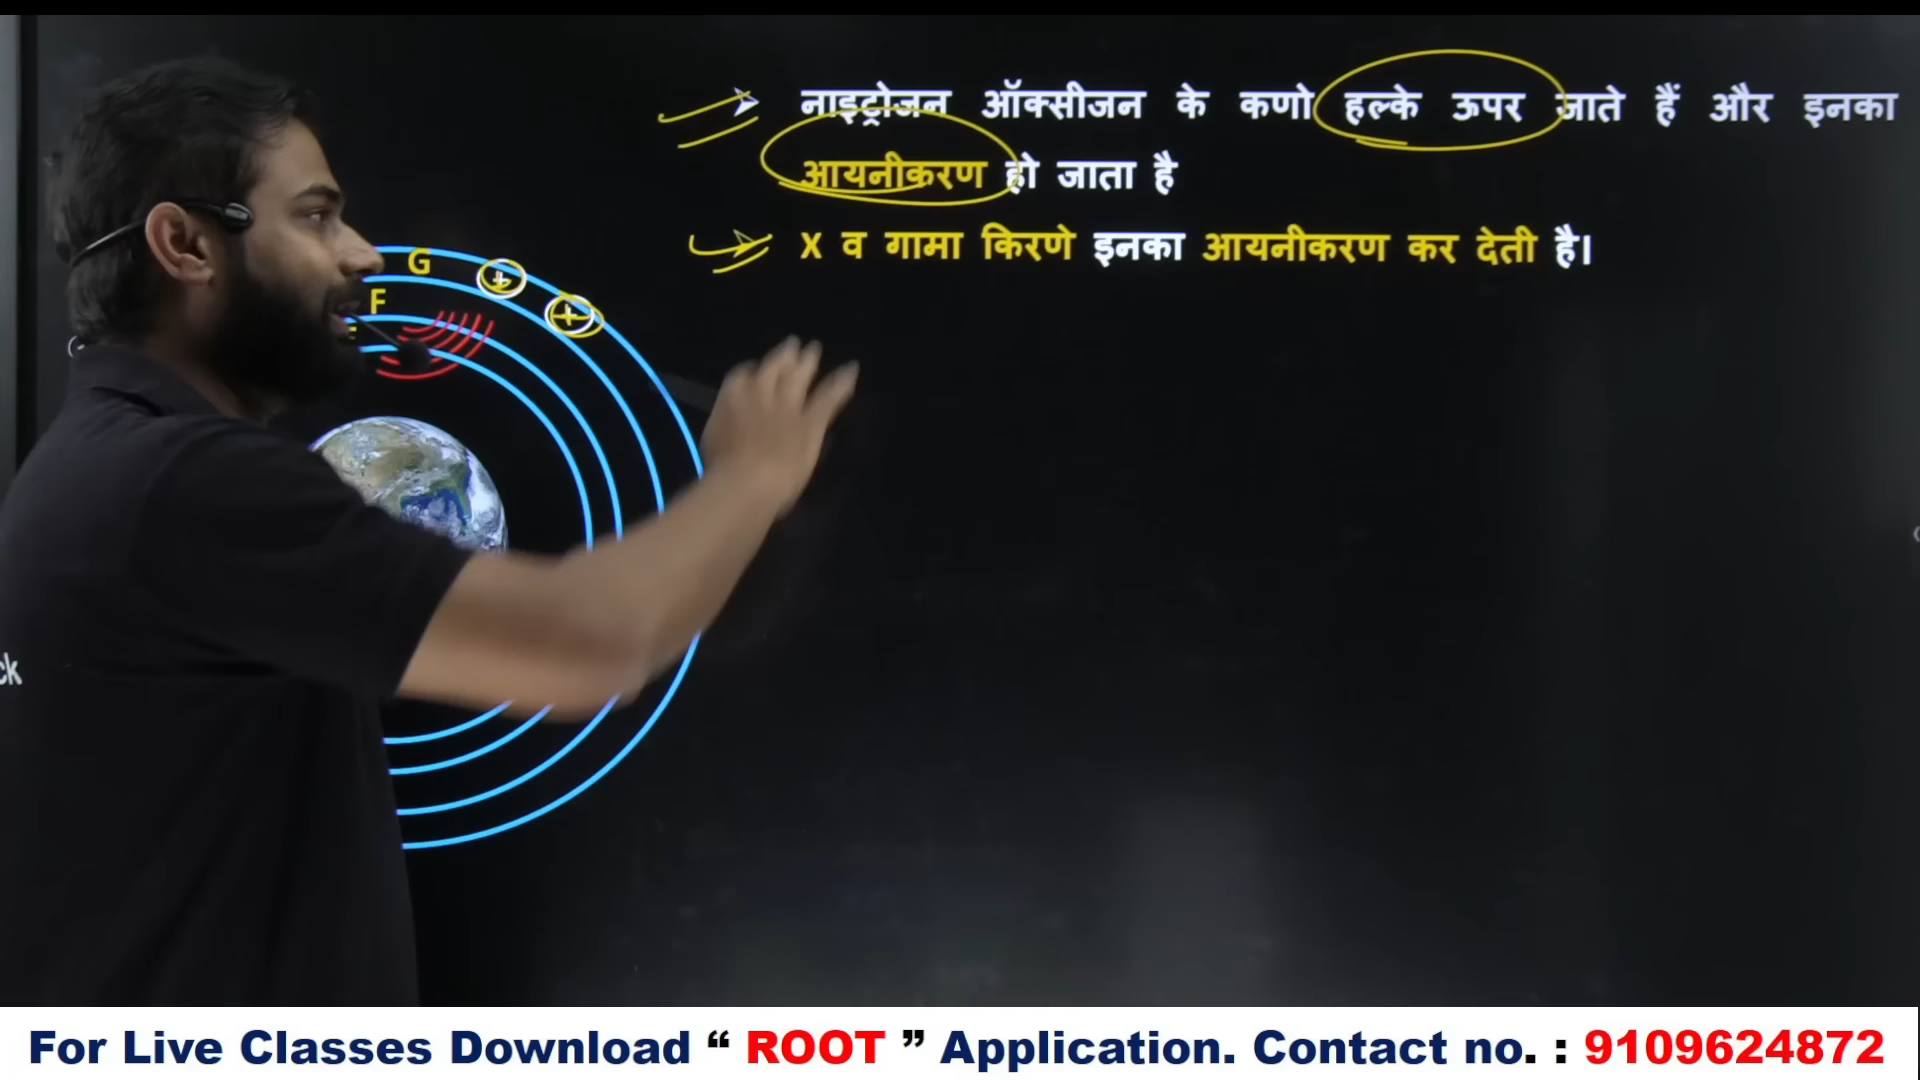 ➤ नाइट्रोजन ऑक्सीजन के कणो हल्के ऊपर जाते हैं और इनका
आयनीकरण हो जाता है
➤ X व गामा किरणे इनका आयनीकरण कर देती है।
G
+
F
+
ck
For Live Classes Download “ ROOT ” Application. Contact no. : 9109624872